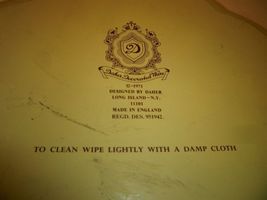 D
Daher Decorated Ware
© 1971
DESIGNED BY DAHER
LONG ISLAND - N.Y.
11101
MADE IN ENGLAND
REGD. DES. 951942.
TO CLEAN WIPE LIGHTLY WITH A DAMP CLOTH